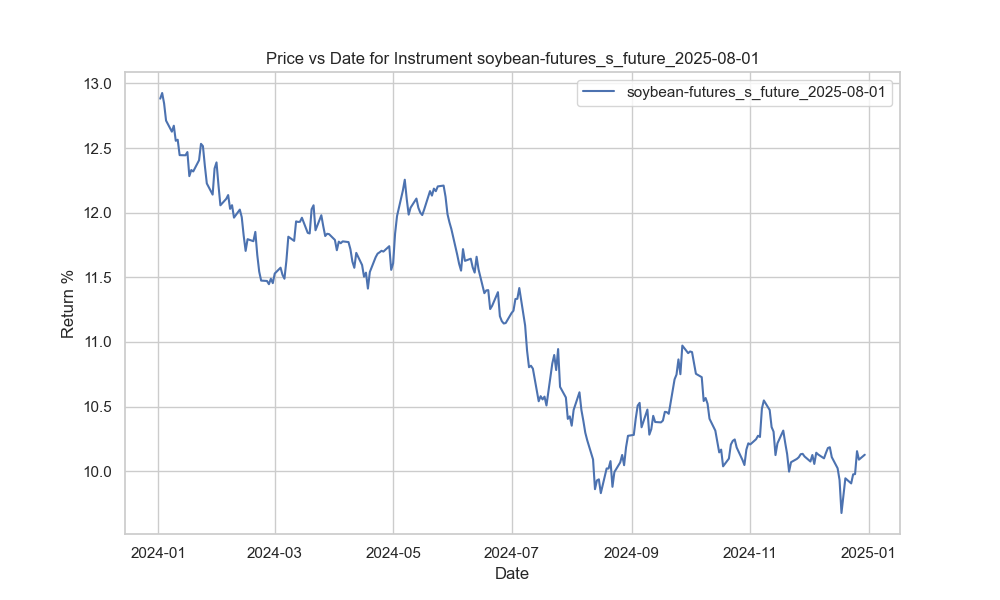 Price vs Date for Instrument soybean-futures_s_future_2025-08-01
soybean-futures_s_future_2025-08-01
Return %
13.0
12.5
12.0
11.5
11.0
10.5
10.0
2024-01 2024-03 2024-05 2024-07 2024-09 2024-11 2025-01
Date